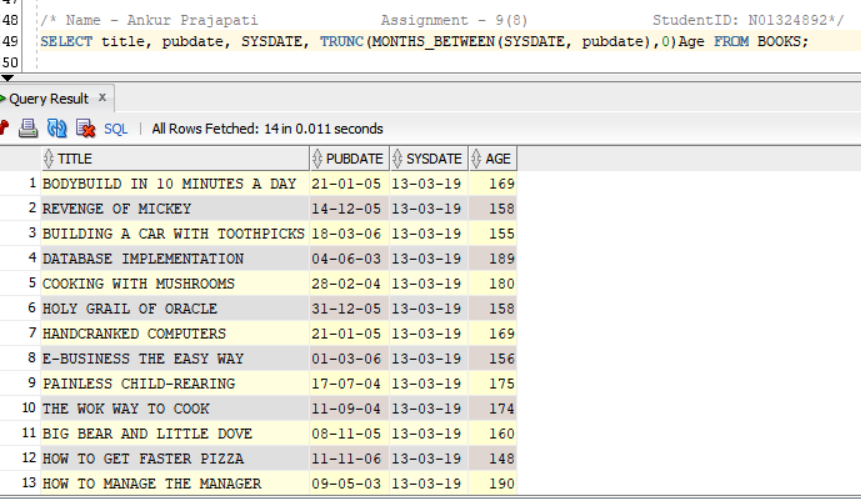 47
48 /* Name - Ankur Prajapati Assignment - 9(8) StudentID: N01324892*/
49 SELECT title, pubdate, SYSDATE, TRUNC(MONTHS_BETWEEN(SYSDATE, pubdate),0)Age FROM BOOKS;
50
Query Result x
SQL | All Rows Fetched: 14 in 0.011 seconds
TITLE PUBDATE SYSDATE AGE
1 BODYBUILD IN 10 MINUTES A DAY 21-01-05 13-03-19 169
2 REVENGE OF MICKEY 14-12-05 13-03-19 158
3 BUILDING A CAR WITH TOOTHPICKS 18-03-06 13-03-19 155
4 DATABASE IMPLEMENTATION 04-06-03 13-03-19 189
5 COOKING WITH MUSHROOMS 28-02-04 13-03-19 180
6 HOLY GRAIL OF ORACLE 31-12-05 13-03-19 158
7 HANDCRANKED COMPUTERS 21-01-05 13-03-19 169
8 E-BUSINESS THE EASY WAY 01-03-06 13-03-19 156
9 PAINLESS CHILD-REARING 17-07-04 13-03-19 175
10 THE WOK WAY TO COOK 11-09-04 13-03-19 174
11 BIG BEAR AND LITTLE DOVE 08-11-05 13-03-19 160
12 HOW TO GET FASTER PIZZA 11-11-06 13-03-19 148
13 HOW TO MANAGE THE MANAGER 09-05-03 13-03-19 190